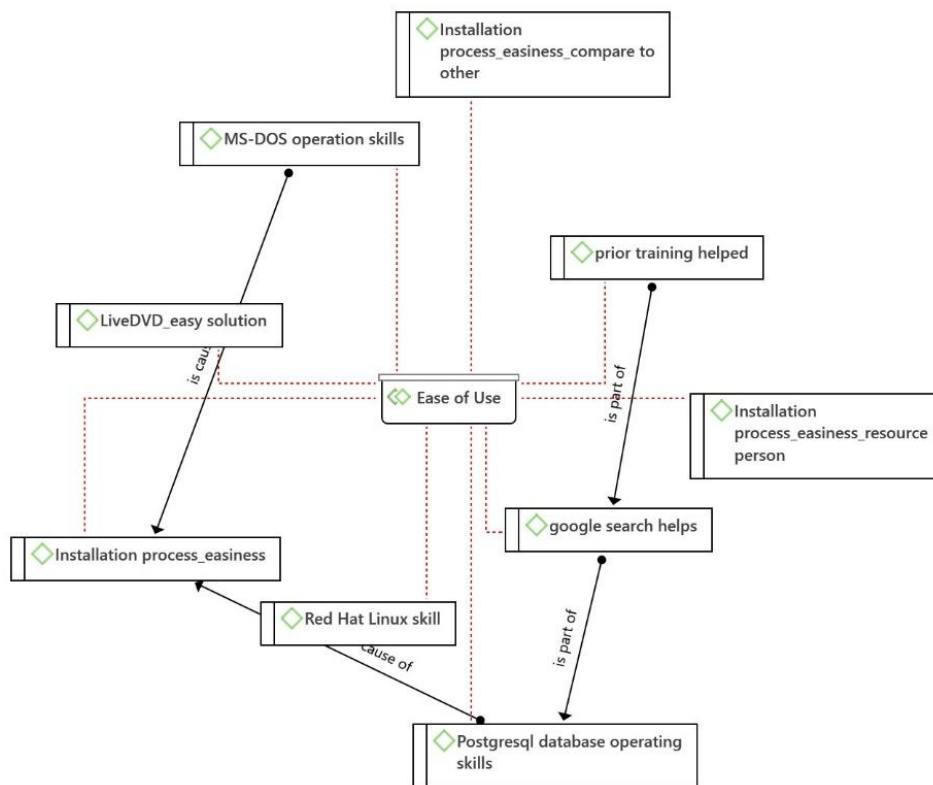 Installation
process_easiness_compare to
other
MS-DOS operation skills
prior training helped
LiveDVD_easy solution
is cau
Ease of Use
is part of
Installation
process_easiness_resource
person
google search helps
Installation process_easiness
Red Hat Linux skill
cause of
is part of
Postgresql database operating
skills